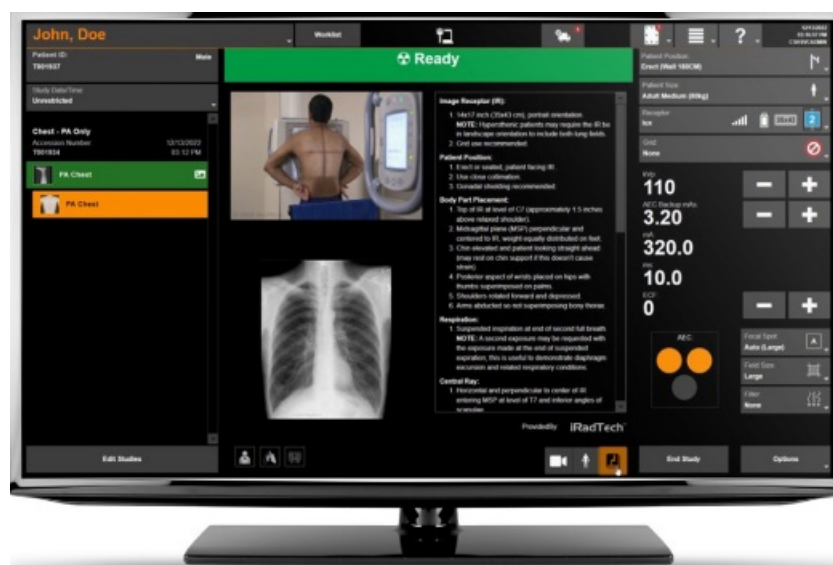 John, Doe
Worklist
?
Patient ID:
Male
T001937
Study Date/Time
Unrestricted
Chest - PA Only
Accession Number
12/13/2022
T001934
03:12 PM
PA Chest
PA Chest
Edit Studies
Ready
Image Receptor (IR):
1. 14x17 inch (35x43 cm), portrait orientation.
NOTE: Hypersthenic patients may require the IR be
in landscape orientation to include both lung fields.
2. Grid use recommended.
Patient Position:
1. Erect or seated, patient facing IR.
2. Use close collimation.
3. Gonadal shielding recommended.
Body Part Placement:
1. Top of IR at level of C7 (approximately 1.5 inches
above relaxed shoulder).
2. Midsagittal plane (MSP) perpendicular and
centered to IR, weight equally distributed on feet.
3. Chin elevated and patient looking straight ahead
(may rest on chin support if this doesn't cause
strain)
4. Posterior aspect of wrists placed on hips with
thumbs superimposed on palms.
5. Shoulders rotated forward and depressed.
6. Arms abducted so not superimposing bony thorax.
Respiration:
1. Suspended inspiration at end of second full breath.
NOTE: A second exposure may be requested with
the exposure made at the end of suspended
expiration, this is useful to demonstrate diaphragm
excursion and related respiratory conditions.
Central Ray:
1. Horizontal and perpendicular to center of IR
entering MSP at level of T7 and inferior angles of
scapulae.
Provided by iRadTech
Patient Position:
Erect (Wall 180CM)
Patient Size:
Adult Medium (80kg)
Receptor
lux
2
Grid:
None
kVp
110
AEC Backup mAs
3.20
mA
320.0
ms
10.0
ECF
0
AEC
Focal Spot
Auto (Large)
A
Field Size
Large
Filter
None
End Study
Options